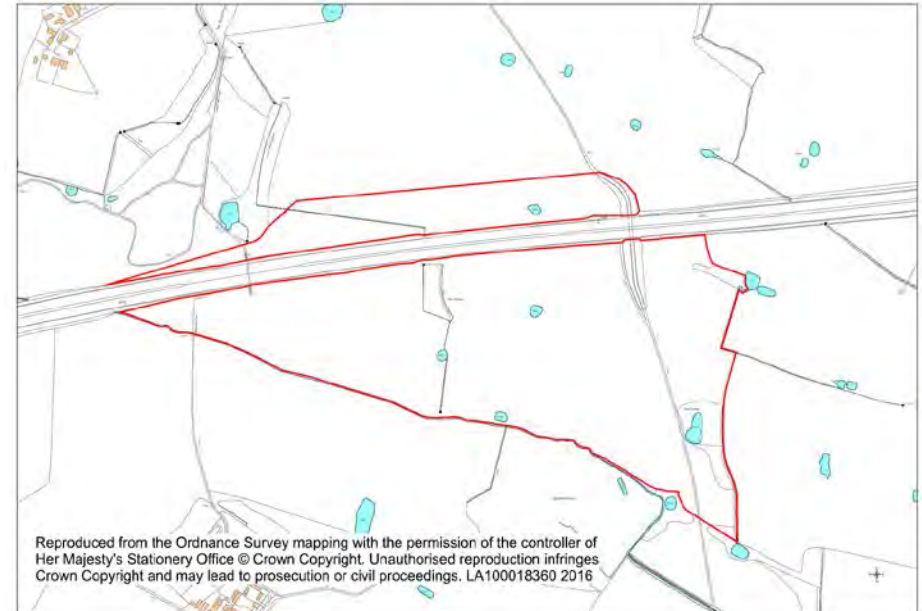 Reproduced from the Ordnance Survey mapping with the permission of the controller of
Her Majesty's Stationery Office © Crown Copyright. Unauthorised reproduction infringes
Crown Copyright and may lead to prosecution or civil proceedings. LA100018360 2016